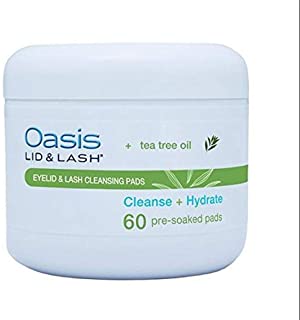 Oasis
LID & LASH®
+ tea tree oil
EYELID & LASH CLEANSING PADS
Cleanse + Hydrate
60 pre-soaked pads